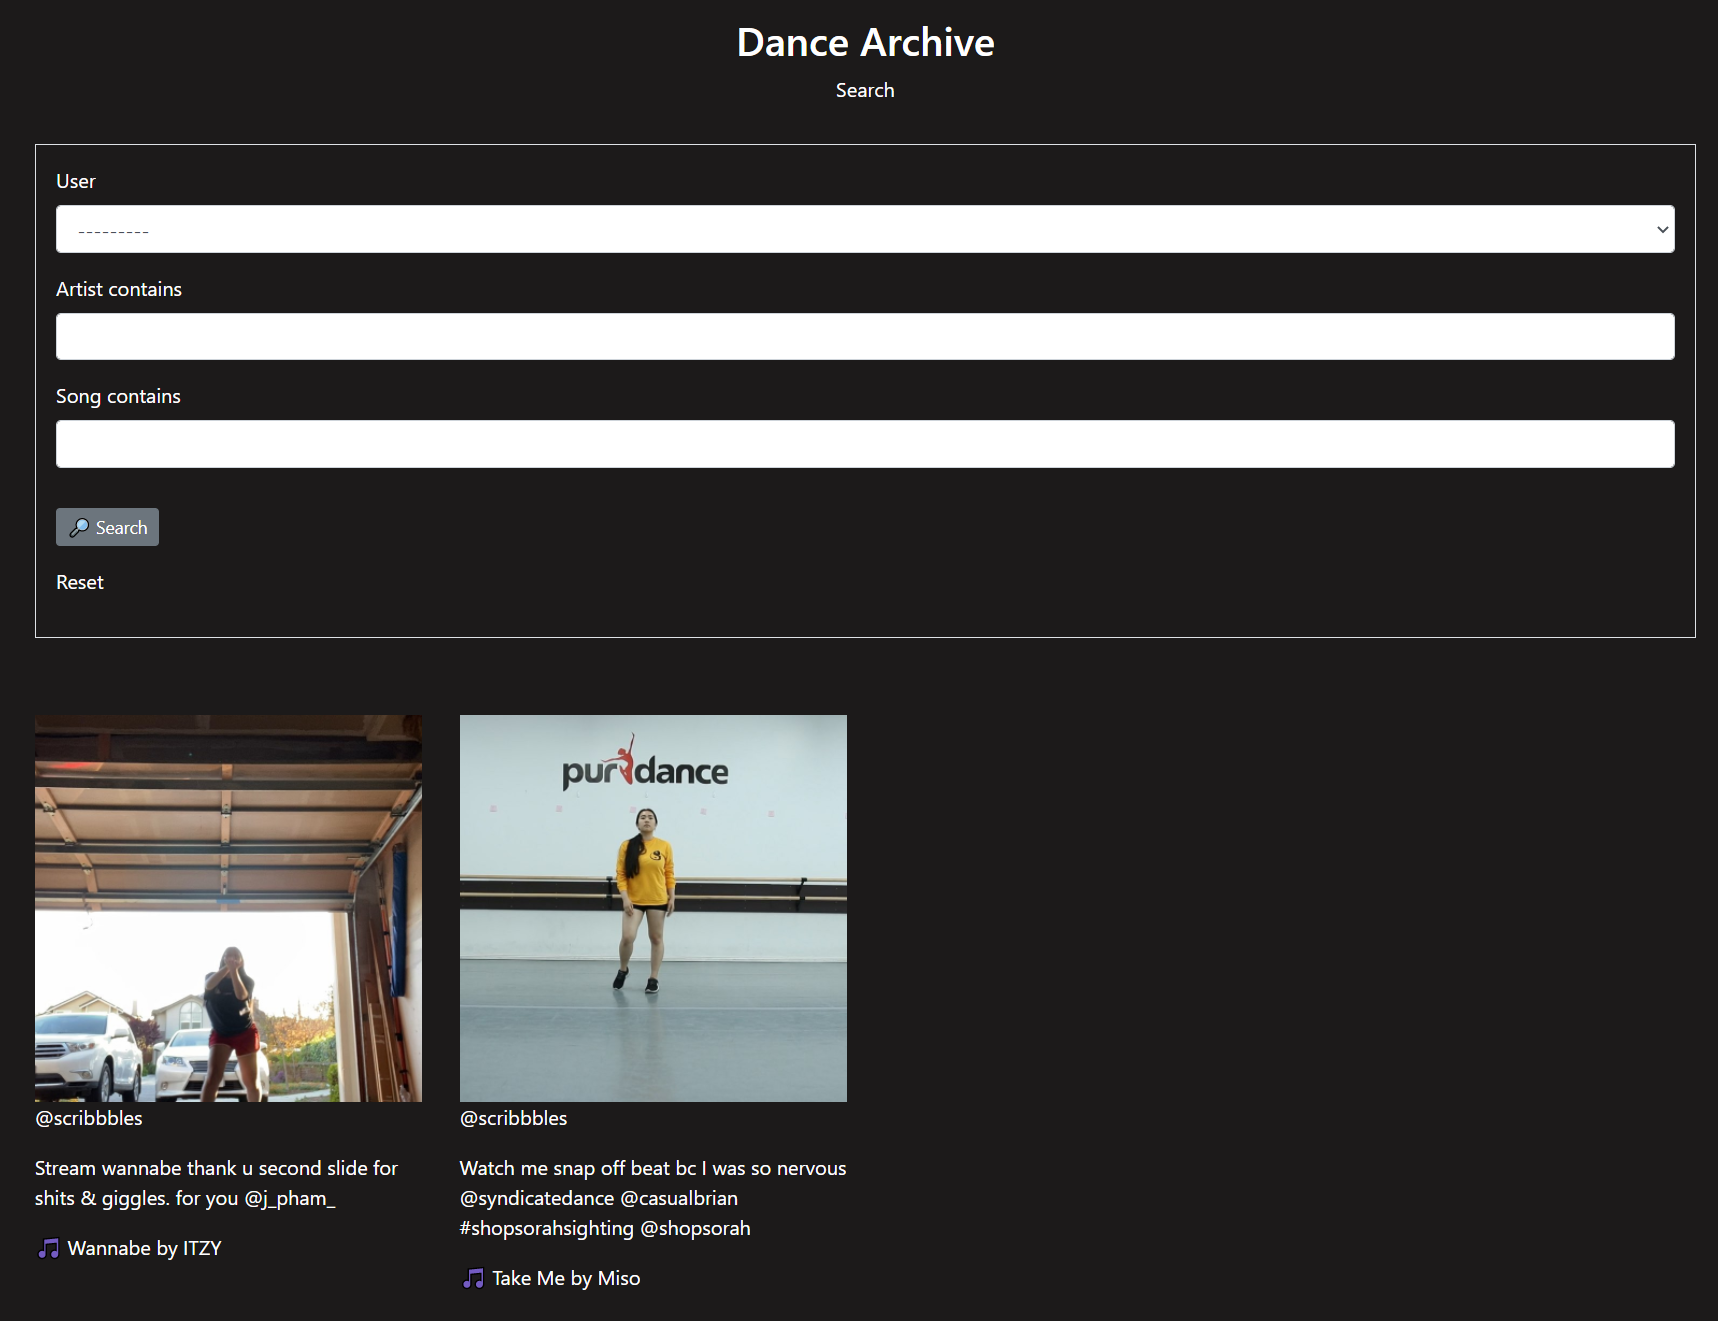 Dance Archive
Search
User
---------
Artist contains
Song contains
🔎 Search
Reset
purdance
@scribbbles
Stream wannabe thank u second slide for
shits & giggles. for you @j_pham_
🎵 Wannabe by ITZY
@scribbbles
Watch me snap off beat bc I was so nervous
@syndicatedance @casualbrian
#shopsorahsighting @shopsorah
🎵 Take Me by Miso